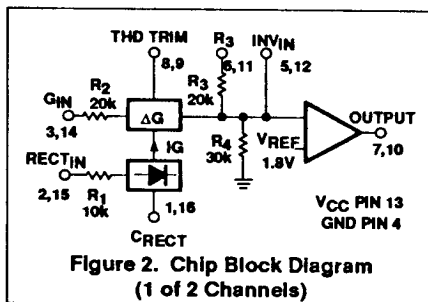 THD TRIM
8,9
R3
6,11
INVIN
5,12
R2
20k
R3
20k
GIN
3,14
ΔG
OUTPUT
7,10
IG
R4
30k
VREF
1.8V
RECTIN
2,15
R1
10k
1,16
CRECT
VCC PIN 13
GND PIN 4
Figure 2. Chip Block Diagram
(1 of 2 Channels)